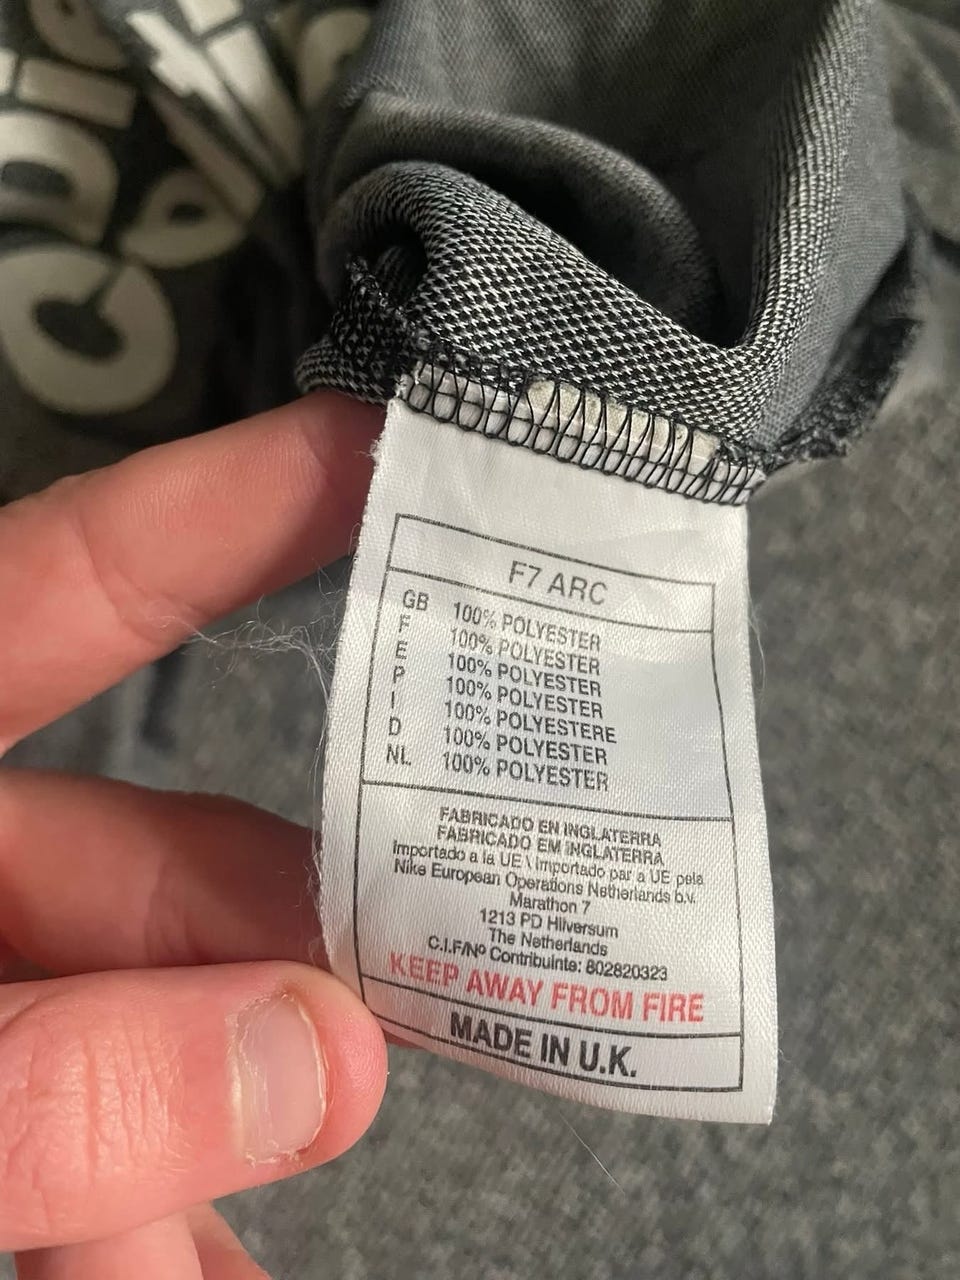 F7 ARC
GB 100% POLYESTER
F 100% POLYESTER
E 100% POLYESTER
P 100% POLYESTER
I 100% POLYESTERE
D 100% POLYESTER
NL 100% POLYESTER
FABRICADO EN INGLATERRA
FABRICADO EM INGLATERRA
Importado a la UE \ Importado par a UE pela
Nike European Operations Netherlands b.v.
Marathon 7
1213 PD Hilversum
The Netherlands
C.I.F/Nº Contribuinte: 802820323
KEEP AWAY FROM FIRE
MADE IN U.K.